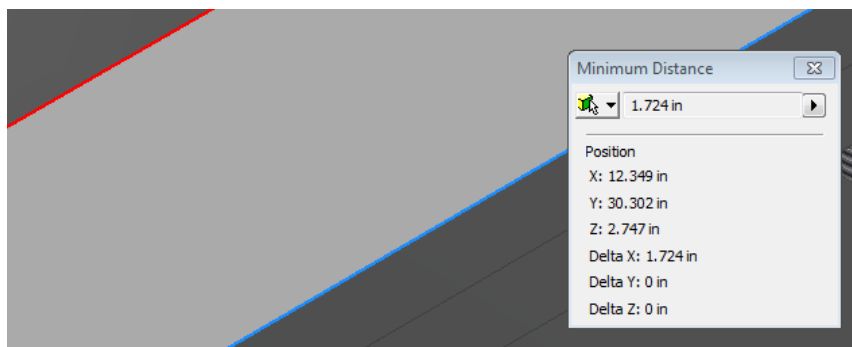 Minimum Distance
1.724 in
Position
X: 12.349 in
Y: 30.302 in
Z: 2.747 in
Delta X: 1.724 in
Delta Y: 0 in
Delta Z: 0 in